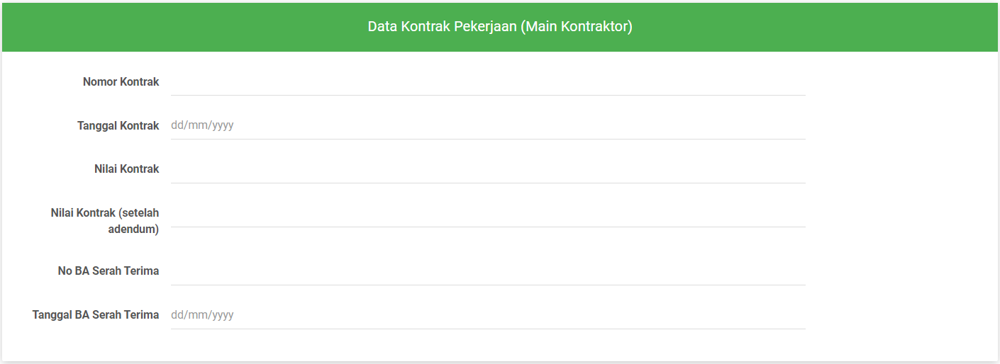 Data Kontrak Pekerjaan (Main Kontraktor)
Nomor Kontrak
Tanggal Kontrak dd/mm/yyyy
Nilai Kontrak
Nilai Kontrak (setelah
adendum)
No BA Serah Terima
Tanggal BA Serah Terima dd/mm/yyyy